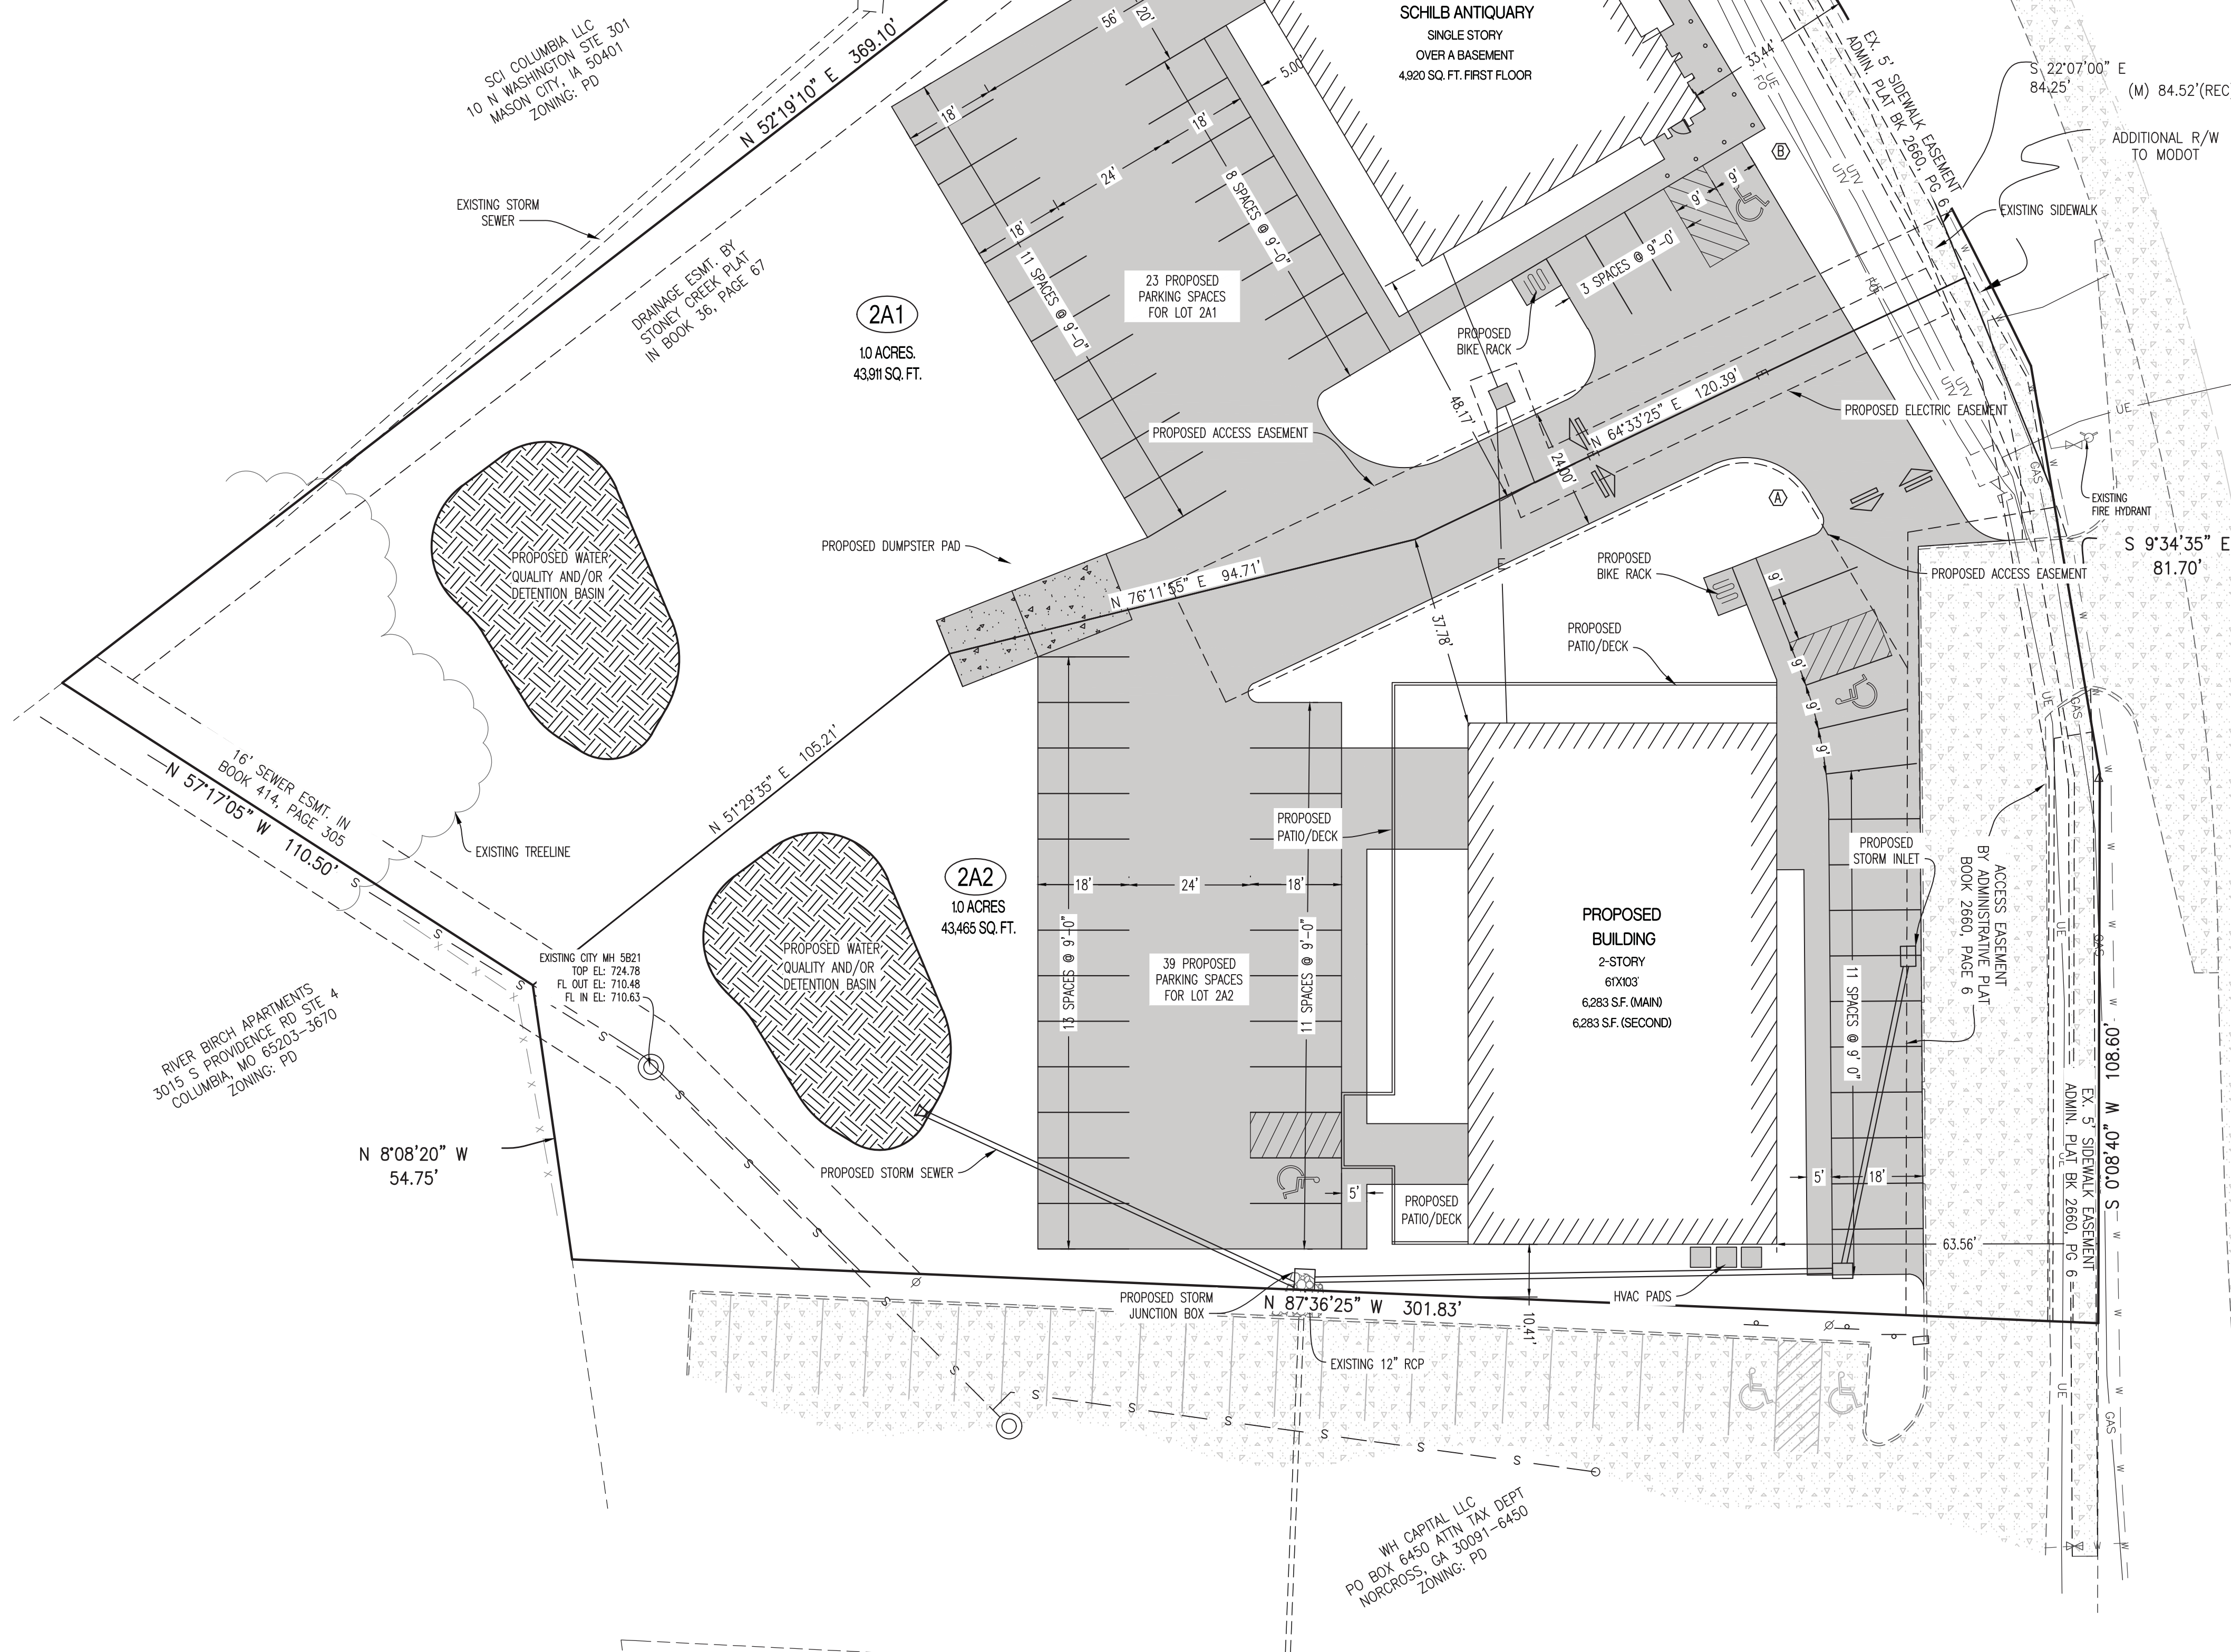 SCI COLUMBIA LLC
10 N WASHINGTON STE 301
MASON CITY, IA 50401
ZONING: PD
N 52°19'10" E 369.10'
EXISTING STORM
SEWER
DRAINAGE ESMT. BY
STONEY CREEK PLAT
IN BOOK 36, PAGE 67
2A1
1.0 ACRES.
43,911 SQ. FT.
56'
20'
18'
18'
24'
18'
5.00'
11 SPACES @ 9'-0"
8 SPACES @ 9'-0"
23 PROPOSED
PARKING SPACES
FOR LOT 2A1
SCHILB ANTIQUARY
SINGLE STORY
OVER A BASEMENT
4,920 SQ. FT. FIRST FLOOR
33.44'
UE
FO
EX. 5' SIDEWALK EASEMENT
ADMIN. PLAT BK 2660, PG 6
S 22°07'00" E
84.25'
(M) 84.52'(REC
ADDITIONAL R/W
TO MODOT
EXISTING SIDEWALK
B
UTV
UTV
9'
9'
3 SPACES @ 9"-0'
PROPOSED
BIKE RACK
48.17'
PROPOSED ACCESS EASEMENT
N 64°33'25" E 120.39'
24.00'
E
E
PROPOSED ELECTRIC EASEMENT
UTV
UTV
UE
GAS
EXISTING
FIRE HYDRANT
A
S 9°34'35" E
81.70'
PROPOSED DUMPSTER PAD
N 76°11'55" E 94.71'
37.78'
PROPOSED
BIKE RACK
PROPOSED ACCESS EASEMENT
PROPOSED
PATIO/DECK
9'
9'
9'
9'
PROPOSED WATER
QUALITY AND/OR
DETENTION BASIN
16' SEWER ESMT. IN
BOOK 414, PAGE 305
N 57°17'05" W 110.50'
EXISTING TREELINE
N 51°29'35" E 105.21'
2A2
1.0 ACRES
43,465 SQ. FT.
PROPOSED WATER
QUALITY AND/OR
DETENTION BASIN
EXISTING CITY MH 5B21
TOP EL: 724.78
FL OUT EL: 710.48
FL IN EL: 710.63
18'
24'
18'
13 SPACES @ 9'-0"
11 SPACES @ 9'-0"
39 PROPOSED
PARKING SPACES
FOR LOT 2A2
PROPOSED
PATIO/DECK
PROPOSED
BUILDING
2-STORY
61X103'
6,283 S.F. (MAIN)
6,283 S.F. (SECOND)
PROPOSED
STORM INLET
11 SPACES @ 9' 0"
ACCESS EASEMENT
BY ADMINISTRATIVE PLAT
BOOK 2660, PAGE 6
UE
GAS
S 0°08'40" W 108.60'
EX. 5' SIDEWALK EASEMENT
ADMIN. PLAT BK 2660, PG 6
RIVER BIRCH APARTMENTS
3015 S PROVIDENCE RD STE 4
COLUMBIA, MO 65203-3670
ZONING: PD
N 8°08'20" W
54.75'
PROPOSED STORM SEWER
5'
PROPOSED
PATIO/DECK
5'
18'
63.56'
PROPOSED STORM
JUNCTION BOX
N 87°36'25" W 301.83'
HVAC PADS
10.41'
EXISTING 12" RCP
S
S
S
S
S
S
UE
GAS
WH CAPITAL LLC
PO BOX 6450 ATTN TAX DEPT
NORCROSS, GA 30091-6450
ZONING: PD